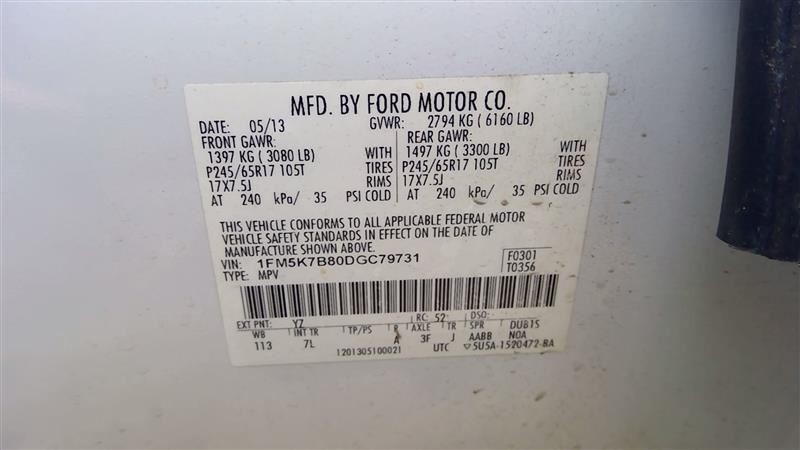 MFD. BY FORD MOTOR CO.
DATE: 05/13 GVWR: 2794 KG ( 6160 LB)
FRONT GAWR: REAR GAWR:
1397 KG ( 3080 LB) WITH 1497 KG ( 3300 LB) WITH
P245/65R17 105T TIRES P245/65R17 105T TIRES
17X7.5J RIMS 17X7.5J RIMS
AT 240 kPa/ 35 PSI COLD AT 240 kPa/ 35 PSI COLD
THIS VEHICLE CONFORMS TO ALL APPLICABLE FEDERAL MOTOR
VEHICLE SAFETY STANDARDS IN EFFECT ON THE DATE OF
MANUFACTURE SHOWN ABOVE.
VIN: 1FM5K7B80DGC79731 F0301
TYPE: MPV T0356
EXT PNT: YZ RC: 52 DSO:
WB INT TR TP/PS R AXLE TR SPR DUB1S
113 7L A 3F J AABB NOA
1201305100021 UTC ▽5U5A-1520472-BA